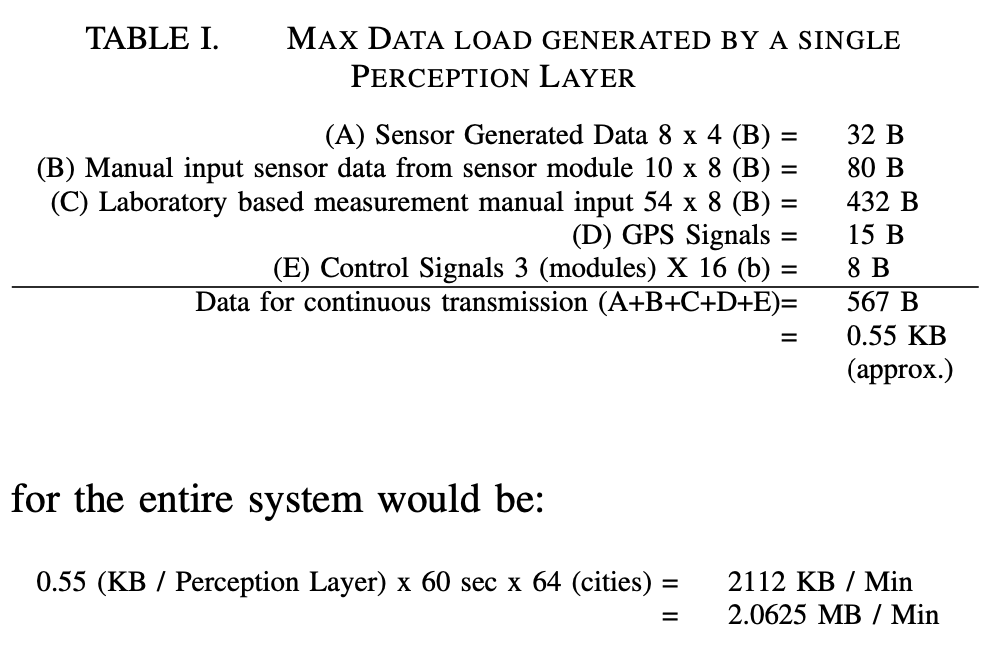 TABLE I. MAX DATA LOAD GENERATED BY A SINGLE
PERCEPTION LAYER
(A) Sensor Generated Data 8 x 4 (B) = 32 B
(B) Manual input sensor data from sensor module 10 x 8 (B) = 80 B
(C) Laboratory based measurement manual input 54 x 8 (B) = 432 B
(D) GPS Signals = 15 B
(E) Control Signals 3 (modules) X 16 (b) = 8 B
Data for continuous transmission (A+B+C+D+E)= 567 B
= 0.55 KB
(approx.)
for the entire system would be:
0.55 (KB / Perception Layer) x 60 sec x 64 (cities) = 2112 KB / Min
= 2.0625 MB / Min